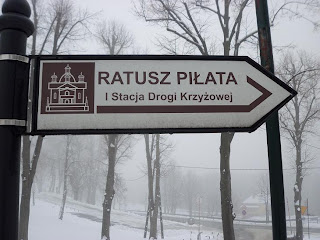 RATUSZ PIŁATA
I Stacja Drogi Krzyżowej